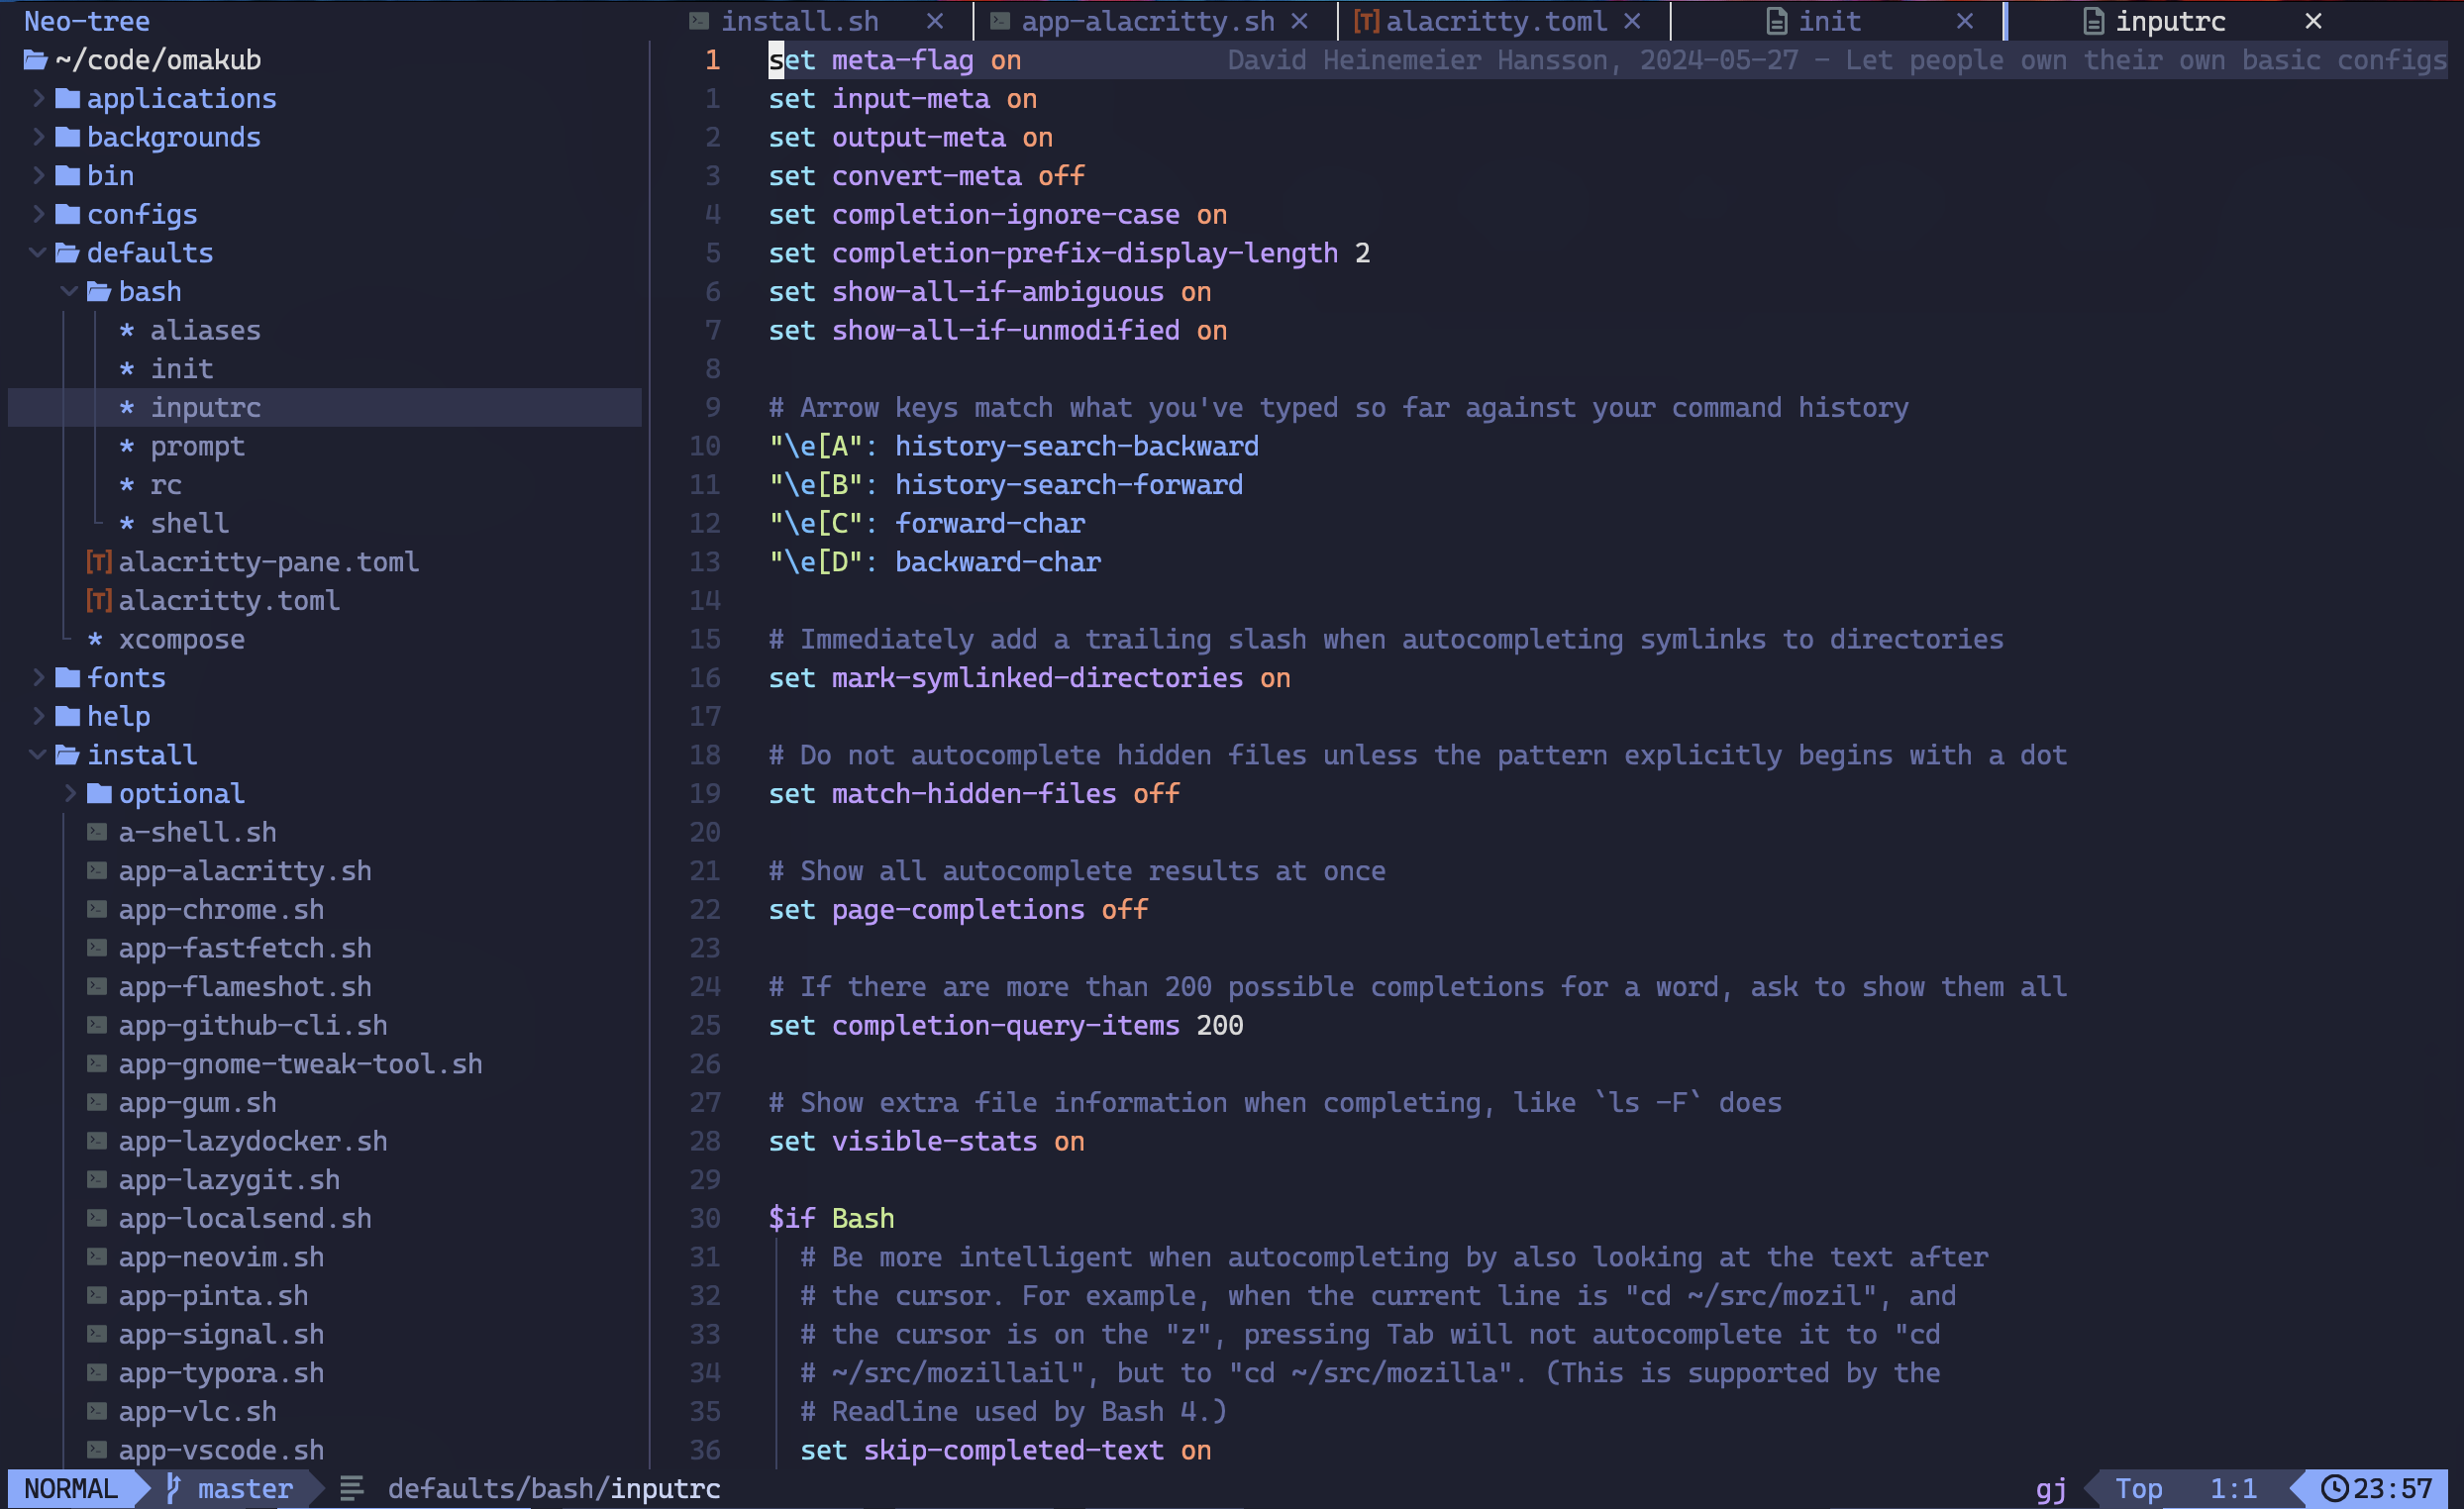 Neo-tree
~/code/omakub
applications
backgrounds
bin
configs
defaults
bash
* aliases
* init
* inputrc
* prompt
* rc
* shell
[T] alacritty-pane.toml
[T] alacritty.toml
* xcompose
fonts
help
install
optional
a-shell.sh
app-alacritty.sh
app-chrome.sh
app-fastfetch.sh
app-flameshot.sh
app-github-cli.sh
app-gnome-tweak-tool.sh
app-gum.sh
app-lazydocker.sh
app-lazygit.sh
app-localsend.sh
app-neovim.sh
app-pinta.sh
app-signal.sh
app-typora.sh
app-vlc.sh
app-vscode.sh
install.sh × app-alacritty.sh × [T] alacritty.toml × init × inputrc ×
1 set meta-flag on David Heinemeier Hansson, 2024-05-27 - Let people own their own basic configs
1 set input-meta on
2 set output-meta on
3 set convert-meta off
4 set completion-ignore-case on
5 set completion-prefix-display-length 2
6 set show-all-if-ambiguous on
7 set show-all-if-unmodified on
8
9 # Arrow keys match what you've typed so far against your command history
10 "\e[A": history-search-backward
11 "\e[B": history-search-forward
12 "\e[C": forward-char
13 "\e[D": backward-char
14
15 # Immediately add a trailing slash when autocompleting symlinks to directories
16 set mark-symlinked-directories on
17
18 # Do not autocomplete hidden files unless the pattern explicitly begins with a dot
19 set match-hidden-files off
20
21 # Show all autocomplete results at once
22 set page-completions off
23
24 # If there are more than 200 possible completions for a word, ask to show them all
25 set completion-query-items 200
26
27 # Show extra file information when completing, like `ls -F` does
28 set visible-stats on
29
30 $if Bash
31 # Be more intelligent when autocompleting by also looking at the text after
32 # the cursor. For example, when the current line is "cd ~/src/mozil", and
33 # the cursor is on the "z", pressing Tab will not autocomplete it to "cd
34 # ~/src/mozillail", but to "cd ~/src/mozilla". (This is supported by the
35 # Readline used by Bash 4.)
36 set skip-completed-text on
NORMAL master defaults/bash/inputrc gj Top 1:1 23:57